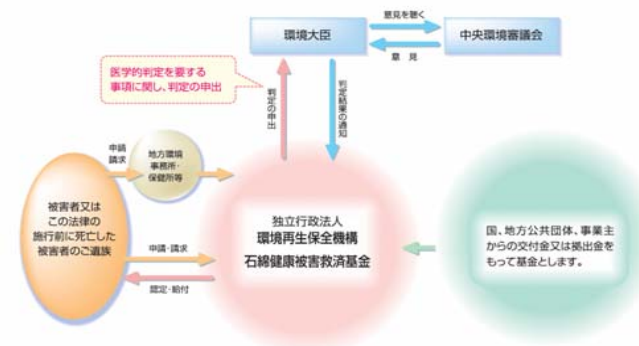 意見を聴く
環境大臣
中央環境審議会
意 見
医学的判定を要する
事項に関し、判定の申出
判定の申出
判定結果の通知
申請
請求
地方環境
事務所・
保健所等
被害者又は
この法律の
施行前に死亡した
被害者のご遺族
独立行政法人
環境再生保全機構
石綿健康被害救済基金
申請・請求
認定・給付
国、地方公共団体、事業主
からの交付金又は拠出金を
もって基金とします。